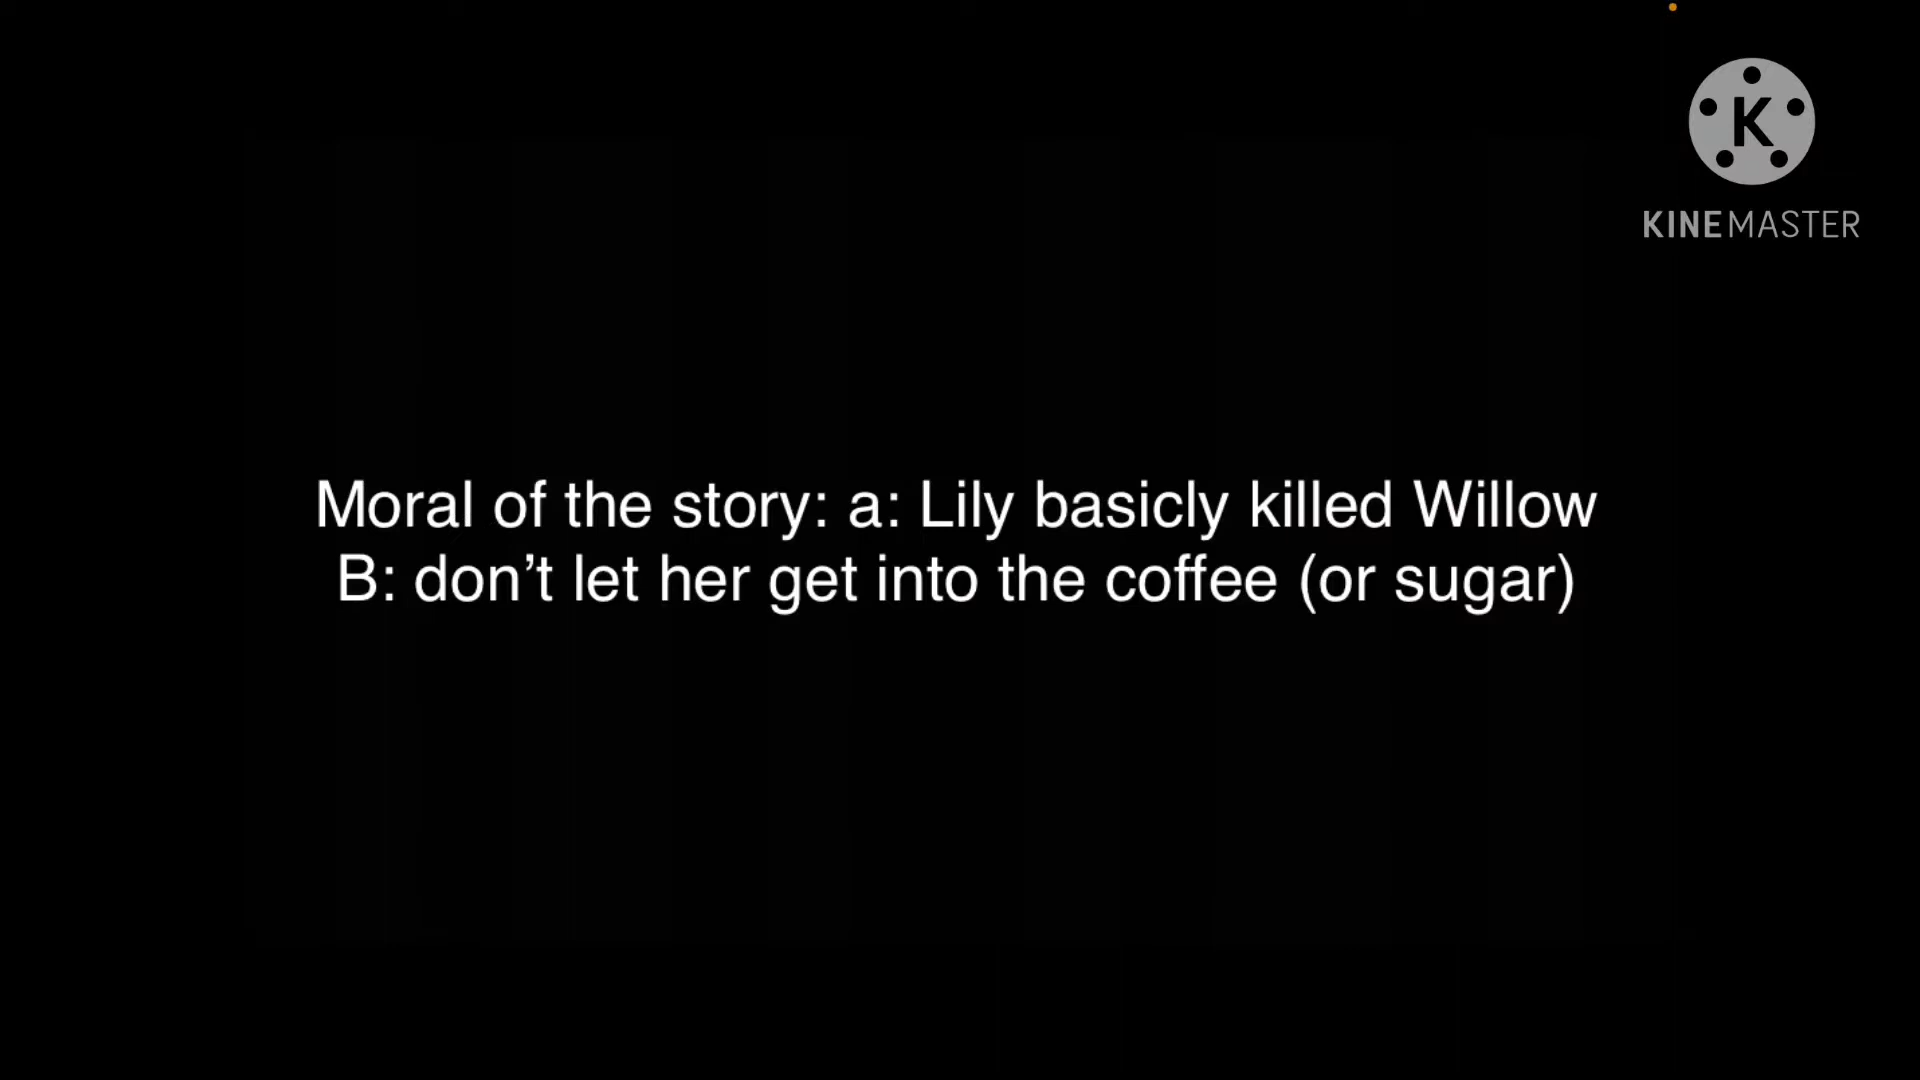 K
KINEMASTER
Moral of the story: a: Lily basicly killed Willow
B: don’t let her get into the coffee (or sugar)